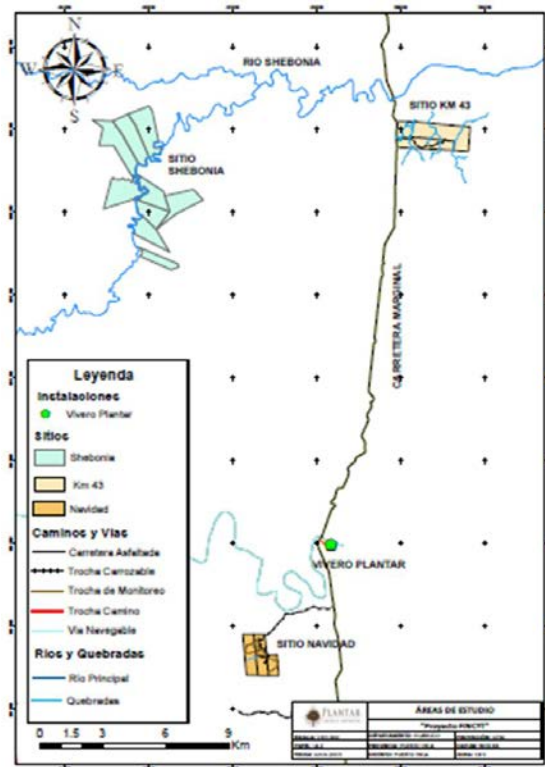 N
W E
S
RIO SHEBONIA
SITIO KM 43
SITIO
SHEBONIA
CARRETERA MARGINAL
VIVERO PLANTAR
SITIO NAVIDAD
Leyenda
Instalaciones
Vivero Plantar
Sitios
Shebonia
Km 43
Navidad
Caminos y Vias
Carretera Asfaltada
Trocha Carrozable
Trocha de Monitoreo
Trocha Camino
Via Navegable
Rios y Quebradas
Rio Principal
Quebradas
0 1.5 3 6 9
Km
PLANTAR
ÁREAS DE ESTUDIO